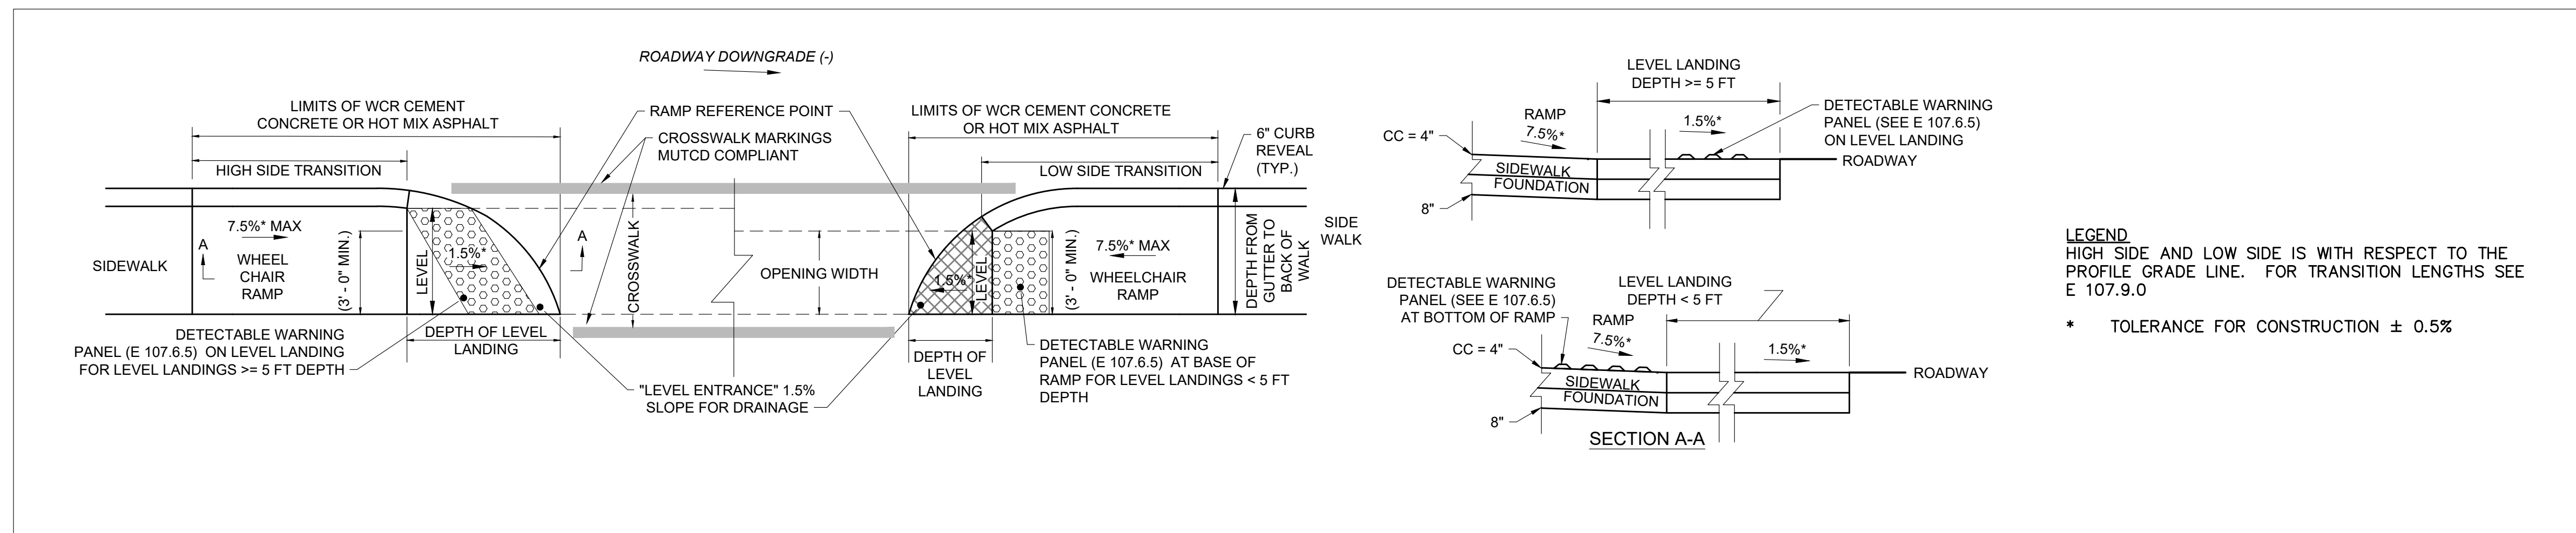 ROADWAY DOWNGRADE (-)
LIMITS OF WCR CEMENT
CONCRETE OR HOT MIX ASPHALT
HIGH SIDE TRANSITION
RAMP REFERENCE POINT
CROSSWALK MARKINGS
MUTCD COMPLIANT
LIMITS OF WCR CEMENT CONCRETE
OR HOT MIX ASPHALT
LOW SIDE TRANSITION
6" CURB
REVEAL
(TYP.)
SIDEWALK
A
7.5%* MAX
WHEEL
CHAIR
RAMP
(3' - 0" MIN.)
LEVEL
1.5%*
A
CROSSWALK
OPENING WIDTH
1.5%*
LEVEL
(3' - 0" MIN.)
7.5%* MAX
WHEELCHAIR
RAMP
DEPTH FROM
GUTTER TO
BACK OF
WALK
SIDE
WALK
DETECTABLE WARNING
PANEL (E 107.6.5) ON LEVEL LANDING
FOR LEVEL LANDINGS >= 5 FT DEPTH
DEPTH OF LEVEL
LANDING
"LEVEL ENTRANCE" 1.5%
SLOPE FOR DRAINAGE
DEPTH OF
LEVEL
LANDING
DETECTABLE WARNING
PANEL (E 107.6.5) AT BASE OF
RAMP FOR LEVEL LANDINGS < 5 FT
DEPTH
LEVEL LANDING
DEPTH >= 5 FT
RAMP
7.5%*
CC = 4"
1.5%*
DETECTABLE WARNING
PANEL (SEE E 107.6.5)
ON LEVEL LANDING
ROADWAY
SIDEWALK
FOUNDATION
8"
DETECTABLE WARNING
PANEL (SEE E 107.6.5)
AT BOTTOM OF RAMP
LEVEL LANDING
DEPTH < 5 FT
RAMP
7.5%*
CC = 4"
1.5%*
ROADWAY
SIDEWALK
FOUNDATION
8"
SECTION A-A
LEGEND
HIGH SIDE AND LOW SIDE IS WITH RESPECT TO THE
PROFILE GRADE LINE. FOR TRANSITION LENGTHS SEE
E 107.9.0
* TOLERANCE FOR CONSTRUCTION ± 0.5%